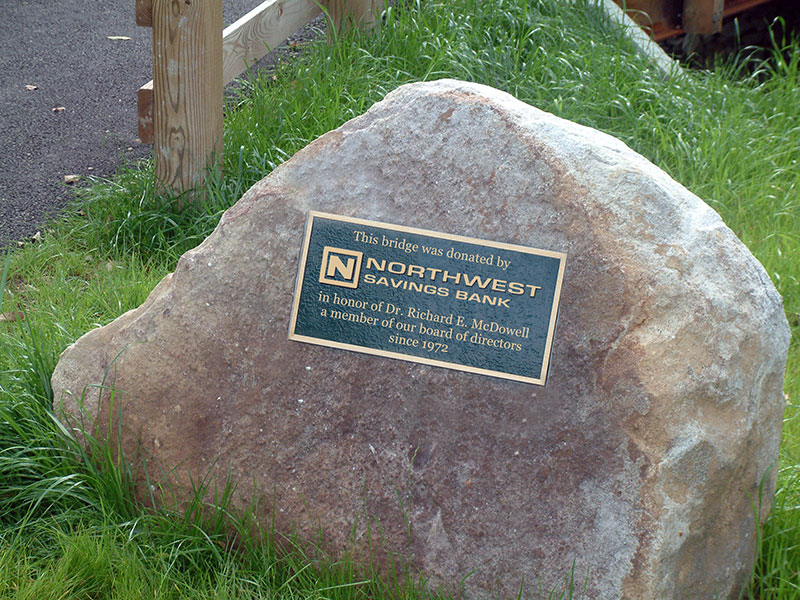 This bridge was donated by
N NORTHWEST
SAVINGS BANK
in honor of Dr. Richard E. McDowell
a member of our board of directors
since 1972